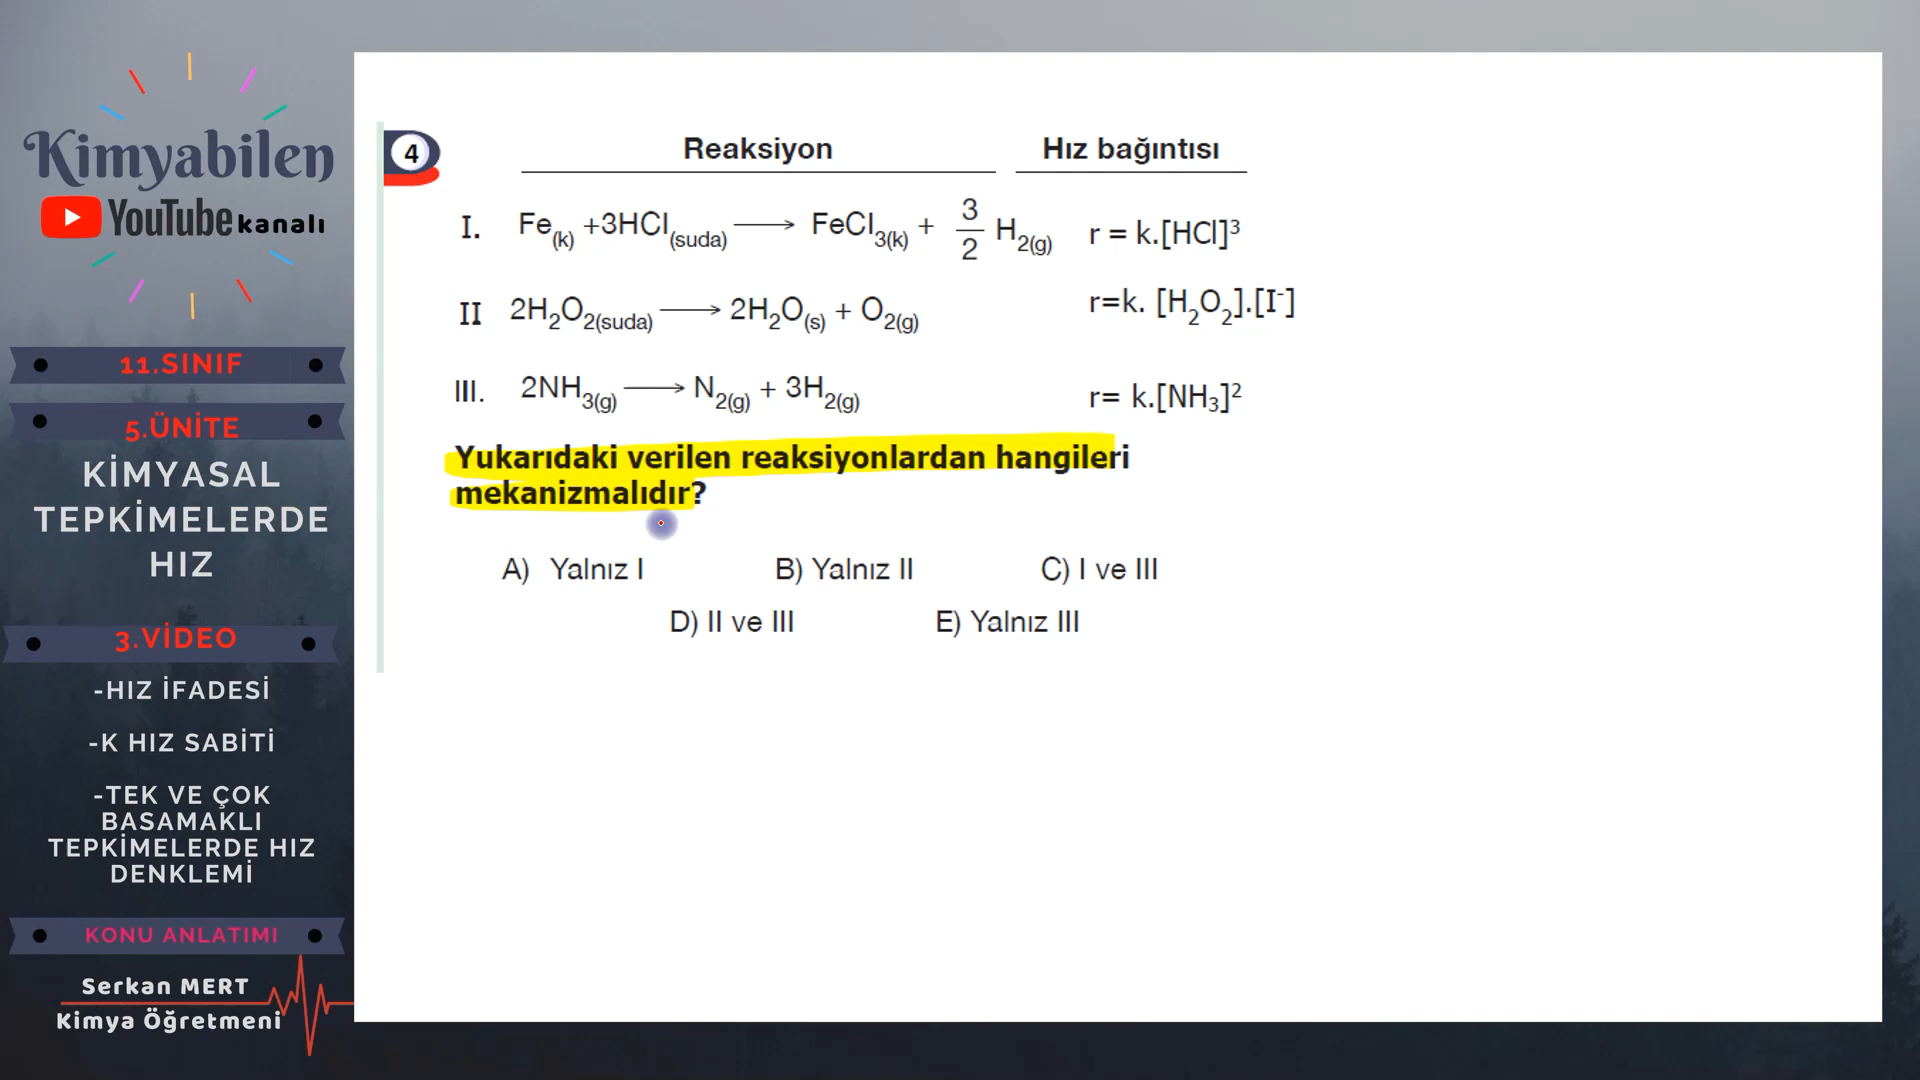 Kimyabilen
YouTube kanalı
11.SINIF
5.ÜNİTE
KİMYASAL
TEPKİMELERDE
HIZ
3.VİDEO
-HIZ İFADESİ
-K HIZ SABİTİ
-TEK VE ÇOK
BASAMAKLI
TEPKİMELERDE HIZ
DENKLEMİ
KONU ANLATIMI
Serkan MERT
Kimya Öğretmeni
4
Reaksiyon Hız bağıntısı
I. Fe(k) +3HCl(suda) ⟶ FeCl3(k) + 3/2 H2(g) r = k.[HCl]³
II 2H2O2(suda) ⟶ 2H2O(s) + O2(g) r=k. [H2O2].[I⁻]
III. 2NH3(g) ⟶ N2(g) + 3H2(g) r= k.[NH3]²
Yukarıdaki verilen reaksiyonlardan hangileri
mekanizmalıdır?
A) Yalnız I B) Yalnız II C) I ve III
D) II ve III E) Yalnız III